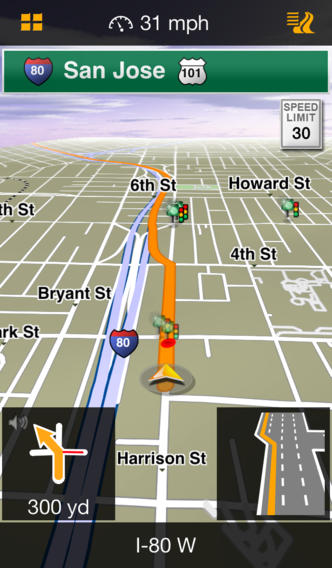 31 mph
80 San Jose 101
SPEED
LIMIT
30
6th St
Howard St
th St
4th St
Bryant St
rk St
80
Harrison St
300 yd
I-80 W